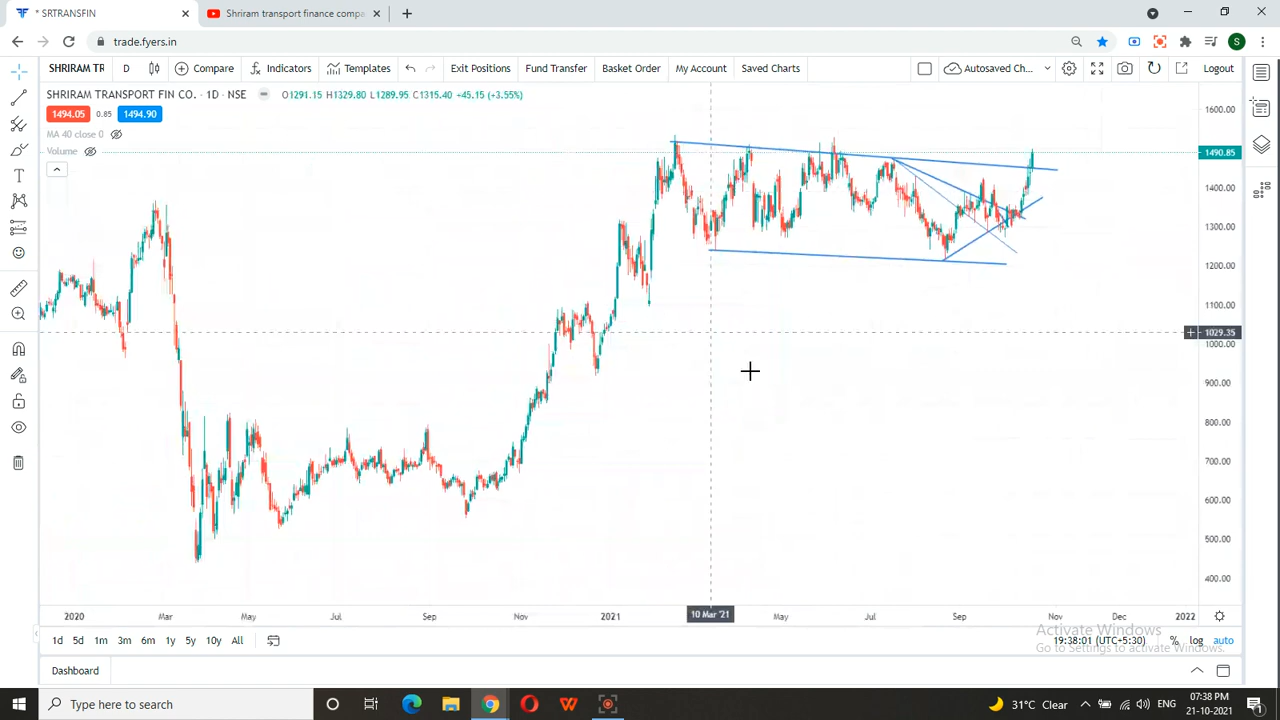 * SRTRANSFIN
Shriram transport finance compa
trade.fyers.in
SHRIRAM TR
D
Compare
Indicators
Templates
Exit Positions
Fund Transfer
Basket Order
My Account
Saved Charts
Autosaved Ch...
Logout
SHRIRAM TRANSPORT FIN CO. · 1D · NSE
O1291.15 H1329.80 L1289.95 C1315.40 +45.15 (+3.55%)
1494.05 0.85 1494.90
MA 40 close 0
Volume
1600.00
1490.85
1400.00
1300.00
1200.00
1100.00
1029.35
1000.00
900.00
800.00
700.00
600.00
500.00
400.00
2020 Mar May Jul Sep Nov 2021 10 Mar '21 May Jul Sep Nov Dec 2022
1d 5d 1m 3m 6m 1y 5y 10y All
19:38:01 (UTC+5:30) % log auto
Activate Windows
Go to Settings to activate Windows.
Dashboard
Type here to search
31°C Clear
ENG
07:38 PM
21-10-2021
S
1